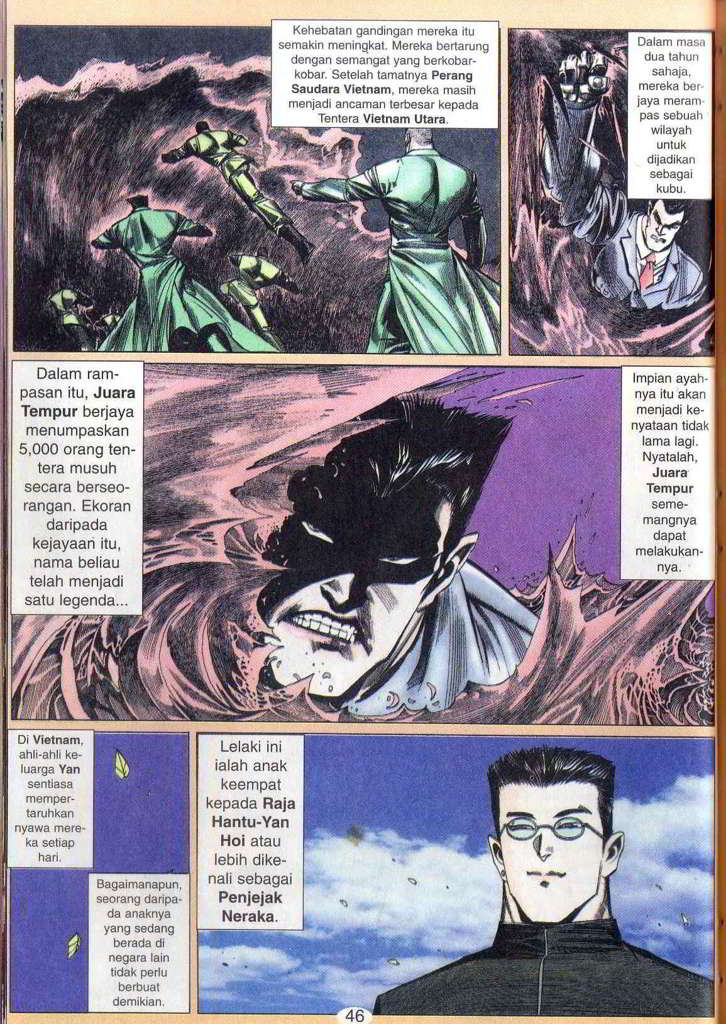 Kehebatan gandingan mereka itu
semakin meningkat. Mereka bertarung
dengan semangat yang berkobar-
kobar. Setelah tamatnya Perang
Saudara Vietnam, mereka masih
menjadi ancaman terbesar kepada
Tentera Vietnam Utara.
Dalam masa
dua tahun
sahaja,
mereka ber-
jaya meram-
pas sebuah
wilayah
untuk
dijadikan
sebagai
kubu.
Dalam ram-
pasan itu, Juara
Tempur berjaya
menumpaskan
5,000 orang ten-
tera musuh
secara berseo-
rangan. Ekoran
daripada
kejayaan itu,
nama beliau
telah menjadi
satu legenda...
Impian ayah-
nya itu akan
menjadi ke-
nyataan tidak
lama lagi.
Nyatalah,
Juara
Tempur
seme-
mangnya
dapat
melakukan-
nya.
Di Vietnam,
ahli-ahli ke-
luarga Yan
sentiasa
memper-
taruhkan
nyawa mere-
ka setiap
hari.
Bagaimanapun,
seorang daripa-
da anaknya
yang sedang
berada di
negara lain
tidak perlu
berbuat
demikian.
Lelaki ini
ialah anak
keempat
kepada Raja
Hantu-Yan
Hoi atau
lebih dike-
nali sebagai
Penjejak
Neraka.
46